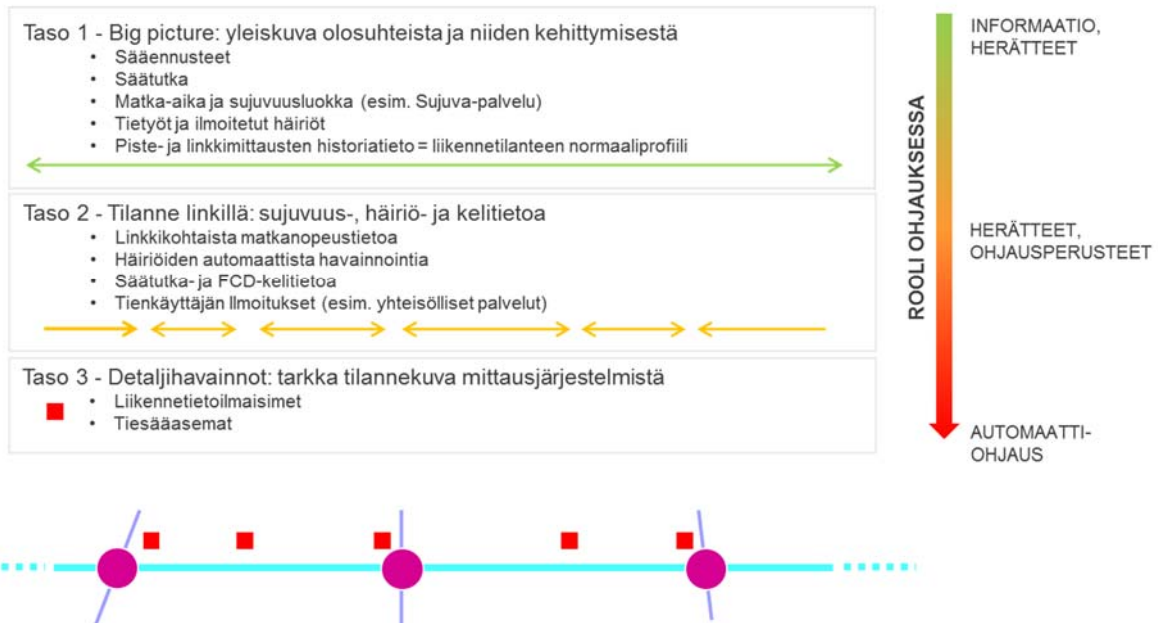 Taso 1 - Big picture: yleiskuva olosuhteista ja niiden kehittymisestä
• Sääennusteet
• Säätutka
• Matka-aika ja sujuvuusluokka (esim. Sujuva-palvelu)
• Tietyöt ja ilmoitetut häiriöt
• Piste- ja linkkimittausten historiatieto = liikennetilanteen normaaliprofiili
Taso 2 - Tilanne linkillä: sujuvuus-, häiriö- ja kelitietoa
• Linkkikohtaista matkanopeustietoa
• Häiriöiden automaattista havainnointia
• Säätutka- ja FCD-kelitietoa
• Tienkäyttäjän Ilmoitukset (esim. yhteisölliset palvelut)
Taso 3 - Detaljihavainnot: tarkka tilannekuva mittausjärjestelmistä
• Liikennetietoilmaisimet
• Tiesääasemat
ROOLI OHJAUKSESSA
INFORMAATIO,
HERÄTTEET
HERÄTTEET,
OHJAUSPERUSTEET
AUTOMAATTI-
OHJAUS